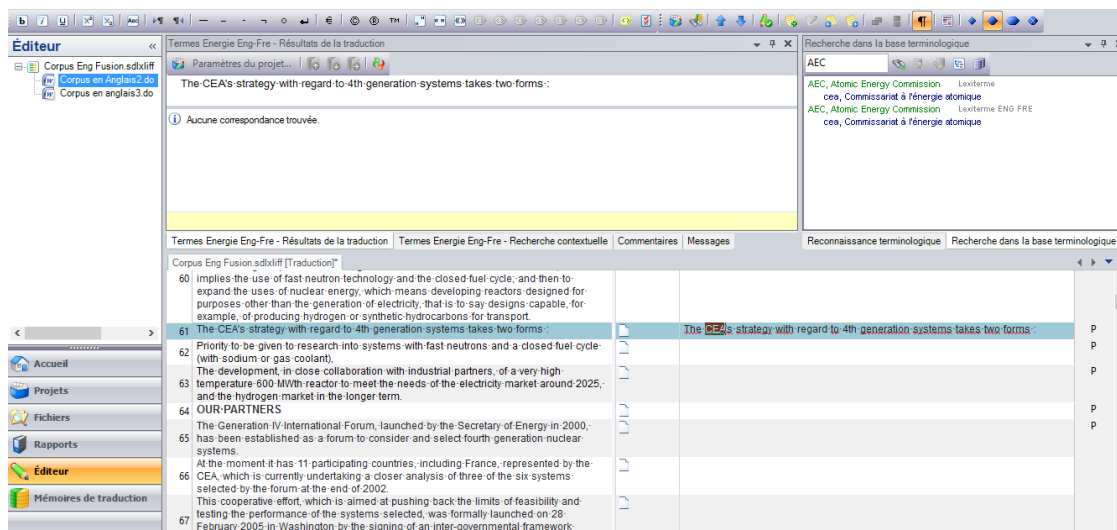 Éditeur «
Corpus Eng Fusion.sdlxliff
Corpus en Anglais2.do
Corpus en anglais3.do
Accueil
Projets
Fichiers
Rapports
Éditeur
Mémoires de traduction
Termes Energie Eng-Fre - Résultats de la traduction
Paramètres du projet...
The·CEA's·strategy·with·regard·to·4th·generation·systems·takes·two·forms·:
Aucune correspondance trouvée.
Termes Energie Eng-Fre - Résultats de la traduction Termes Energie Eng-Fre - Recherche contextuelle Commentaires Messages
Recherche dans la base terminologique
AEC
AEC, Atomic Energy Commission Lexiterme
cea, Commissariat à l'énergie atomique
AEC, Atomic Energy Commission Lexiterme ENG FRE
cea, Commissariat à l'énergie atomique
Reconnaissance terminologique Recherche dans la base terminologique
Corpus Eng Fusion.sdlxliff [Traduction]*
60 implies·the·use·of·fast·neutron·technology·and·the·closed·fuel·cycle;·and·then·to·
expand·the·uses·of·nuclear·energy,·which·means·developing·reactors·designed·for·
purposes·other·than·the·generation·of·electricity,·that·is·to·say·designs·capable,·for·
example,·of·producing·hydrogen·or·synthetic·hydrocarbons·for·transport.
61 The·CEA's·strategy·with·regard·to·4th·generation·systems·takes·two·forms·: The·CEA's·strategy·with·regard·to·4th·generation·systems·takes·two·forms·: P
62 Priority·to·be·given·to·research·into·systems·with·fast·neutrons·and·a·closed·fuel·cycle· P
(with·sodium·or·gas·coolant),
63 The·development,·in·close·collaboration·with·industrial·partners,·of·a·very·high· P
temperature·600·MWth·reactor·to·meet·the·needs·of·the·electricity·market·around·2025,·
and·the·hydrogen·market·in·the·longer·term.
64 OUR·PARTNERS P
65 The·Generation·IV·International·Forum,·launched·by·the·Secretary·of·Energy·in·2000,· P
has·been·established·as·a·forum·to·consider·and·select·fourth·generation·nuclear·
systems.
66 At·the·moment·it·has·11·participating·countries,·including·France,·represented·by·the·
CEA,·which·is·currently·undertaking·a·closer·analysis·of·three·of·the·six·systems·
selected·by·the·forum·at·the·end·of·2002.
67 This·cooperative·effort,·which·is·aimed·at·pushing·back·the·limits·of·feasibility·and·
testing·the·performance·of·the·systems·selected,·was·formally·launched·on·28·
February·2005·in·Washington·by·the·signing·of·an·inter-governmental·framework·